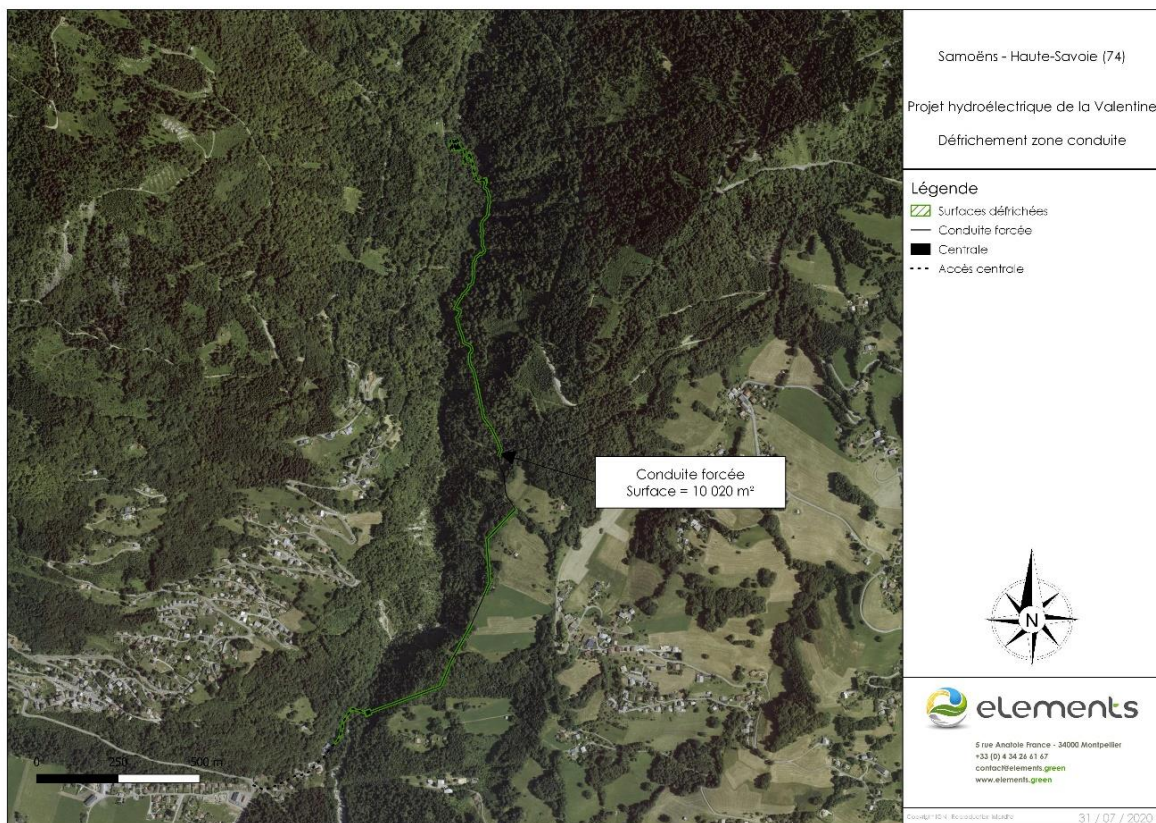 Samoëns - Haute-Savoie (74)
Projet hydroélectrique de la Valentine
Défrichement zone conduite
Légende
Surfaces défrichées
Conduite forcée
Centrale
Accès centrale
Conduite forcée
Surface = 10 020 m²
N
elements
5 rue Anatole France - 34000 Montpellier
+33 (0) 4 34 26 61 67
contact@elements.green
www.elements.green
0 250 500 m
31 / 07 / 2020